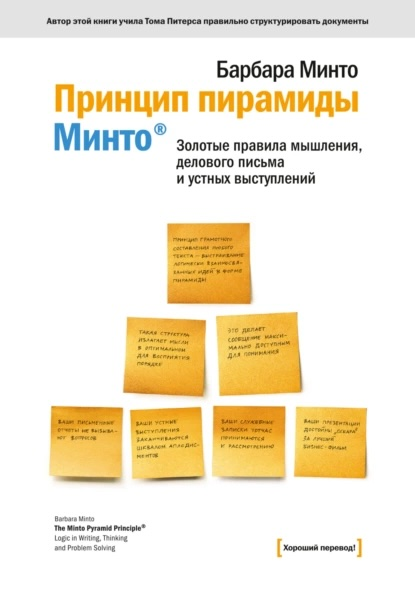 Автор этой книги учила Тома Питерса правильно структурировать документы
Барбара Минто
Принцип пирамиды
Минто®
Золотые правила мышления,
делового письма
и устных выступлений
ПРИНЦИП ГРАМОТНОГО
СОСТАВЛЕНИЯ ЛЮБОГО
ТЕКСТА — ВЫСТРАИВАНИЕ
ЛОГИЧЕСКИ ВЗАИМОСВЯ-
ЗАННЫХ ИДЕЙ В ФОРМЕ
ПИРАМИДЫ
ТАКАЯ СТРУКТУРА
ИЗЛАГАЕТ МЫСЛИ
В ОПТИМАЛЬНОМ
ДЛЯ ВОСПРИЯТИЯ
ПОРЯДКЕ
ЭТО ДЕЛАЕТ
СООБЩЕНИЕ МАКСИ-
МАЛЬНО ДОСТУПНЫМ
ДЛЯ ПОНИМАНИЯ
ВАШИ ПИСЬМЕННЫЕ
ОТЧЕТЫ НЕ ВЫЗЫВА-
ЮТ ВОПРОСОВ
ВАШИ УСТНЫЕ
ВЫСТУПЛЕНИЯ
ЗАКАНЧИВАЮТСЯ
ШКВАЛОМ АПЛОДИС-
МЕНТОВ
ВАШИ СЛУЖЕБНЫЕ
ЗАПИСКИ ТОТЧАС
ПРИНИМАЮТСЯ
К РАССМОТРЕНИЮ
ВАШИ ПРЕЗЕНТАЦИИ
ДОСТОЙНЫ „ОСКАРА"
ЗА ЛУЧШИЙ
БИЗНЕС-ФИЛЬМ
Barbara Minto
The Minto Pyramid Principle®
Logic in Writing, Thinking
and Problem Solving
[ Хороший перевод! ]